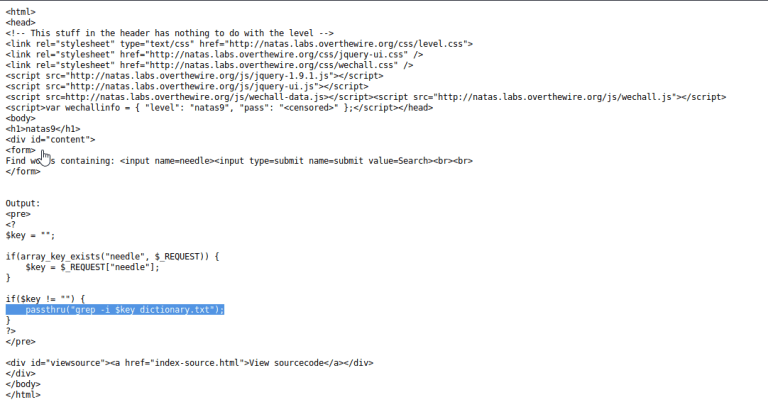 <html>
<head>
<!-- This stuff in the header has nothing to do with the level -->
<link rel="stylesheet" type="text/css" href="http://natas.labs.overthewire.org/css/level.css">
<link rel="stylesheet" href="http://natas.labs.overthewire.org/css/jquery-ui.css" />
<link rel="stylesheet" href="http://natas.labs.overthewire.org/css/wechall.css" />
<script src="http://natas.labs.overthewire.org/js/jquery-1.9.1.js"></script>
<script src="http://natas.labs.overthewire.org/js/jquery-ui.js"></script>
<script src=http://natas.labs.overthewire.org/js/wechall-data.js></script><script src="http://natas.labs.overthewire.org/js/wechall.js"></script>
<script>var wechallinfo = { "level": "natas9", "pass": "<censored>" };</script></head>
<body>
<h1>natas9</h1>
<div id="content">
<form>
Find words containing: <input name=needle><input type=submit name=submit value=Search><br><br>
</form>
Output:
<pre>
<?
$key = "";
if(array_key_exists("needle", $_REQUEST)) {
$key = $_REQUEST["needle"];
}
if($key != "") {
passthru("grep -i $key dictionary.txt");
}
?>
</pre>
<div id="viewsource"><a href="index-source.html">View sourcecode</a></div>
</div>
</body>
</html>